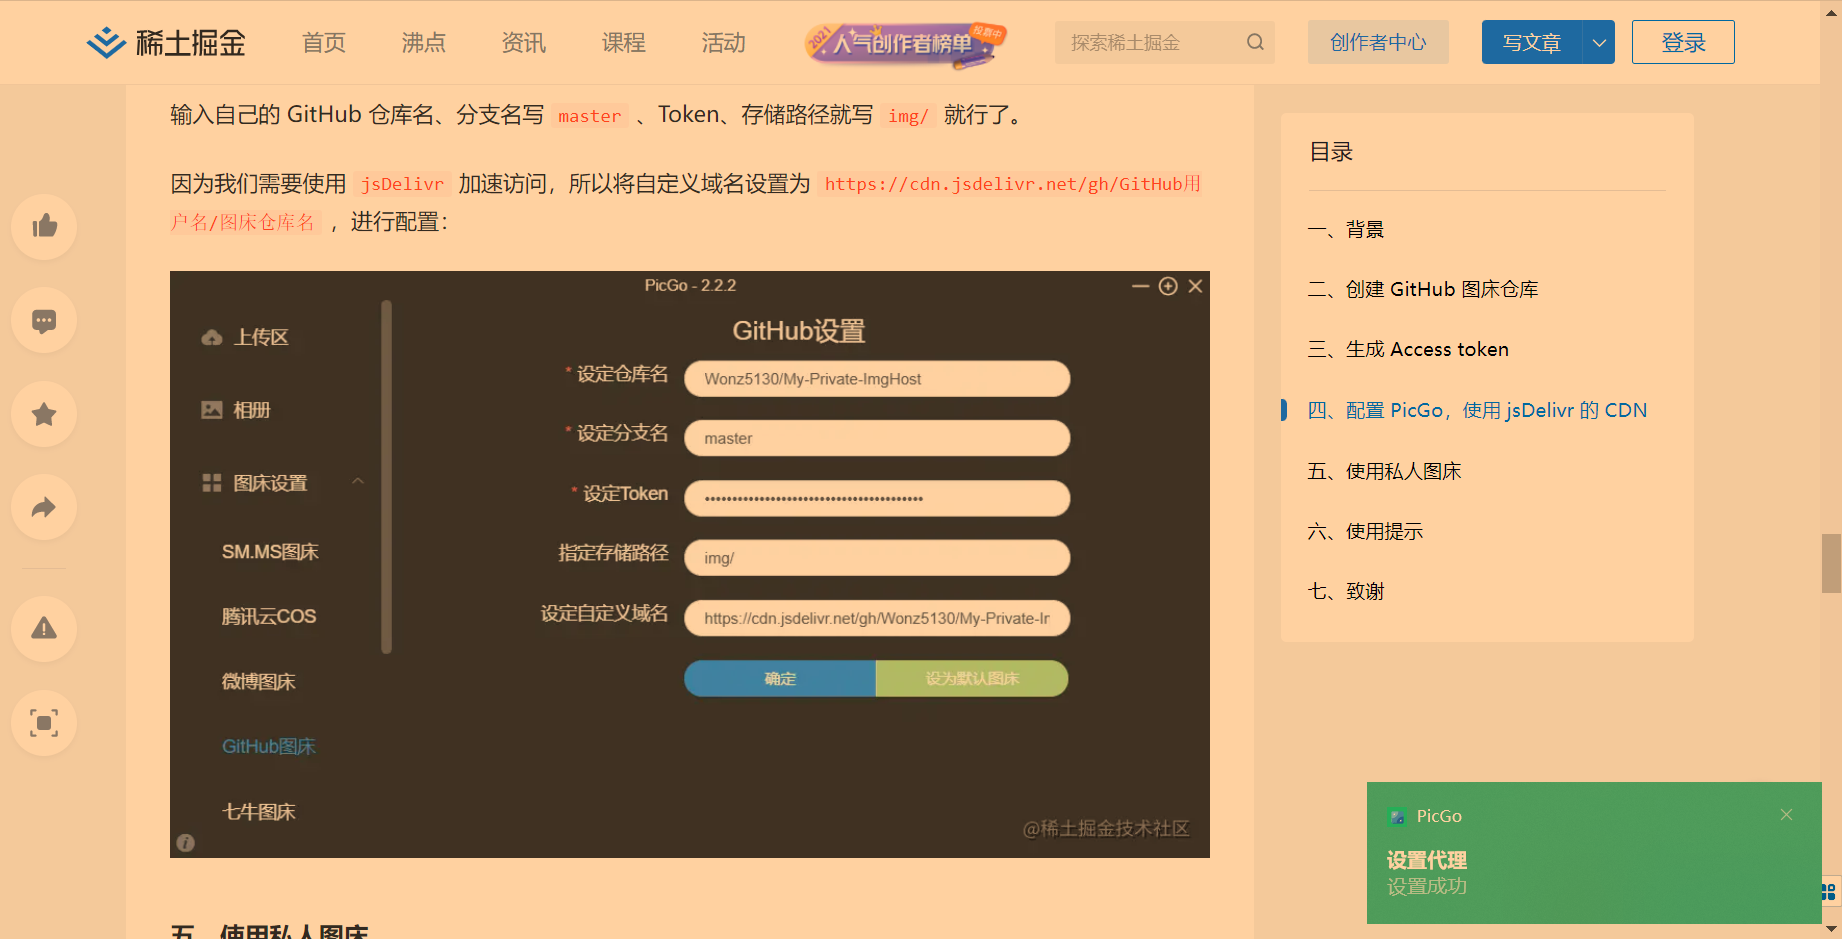 稀土掘金
首页
沸点
资讯
课程
活动
2021 人气创作者榜单 投票中
探索稀土掘金
创作者中心
写文章
登录
输入自己的 GitHub 仓库名、分支名写 master 、Token、存储路径就写 img/ 就行了。
因为我们需要使用 jsDelivr 加速访问，所以将自定义域名设置为 https://cdn.jsdelivr.net/gh/GitHub用
户名/图床仓库名 ，进行配置：
PicGo - 2.2.2
上传区
相册
图床设置
SM.MS图床
腾讯云COS
微博图床
GitHub图床
七牛图床
GitHub设置
* 设定仓库名 Wonz5130/My-Private-ImgHost
* 设定分支名 master
* 设定Token ••••••••••••••••••••••••••••••••••••••••
指定存储路径 img/
设定自定义域名 https://cdn.jsdelivr.net/gh/Wonz5130/My-Private-Ir
确定 设为默认图床
@稀土掘金技术社区
五、使用私人图床
目录
一、背景
二、创建 GitHub 图床仓库
三、生成 Access token
四、配置 PicGo，使用 jsDelivr 的 CDN
五、使用私人图床
六、使用提示
七、致谢
PicGo
设置代理
设置成功